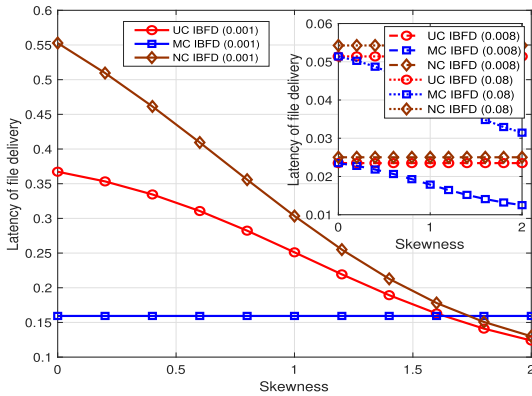 0.6
0.55
0.5
0.45
0.4
0.35
0.3
0.25
0.2
0.15
0.1
0
0.5
1
1.5
2
Skewness
Latency of file delivery
UC IBFD (0.001)
MC IBFD (0.001)
NC IBFD (0.001)
0.06
0.05
0.04
0.03
0.02
0.01
0
1
2
Skewness
Latency of file delivery
UC IBFD (0.008)
MC IBFD (0.008)
NC IBFD (0.008)
UC IBFD (0.08)
MC IBFD (0.08)
NC IBFD (0.08)